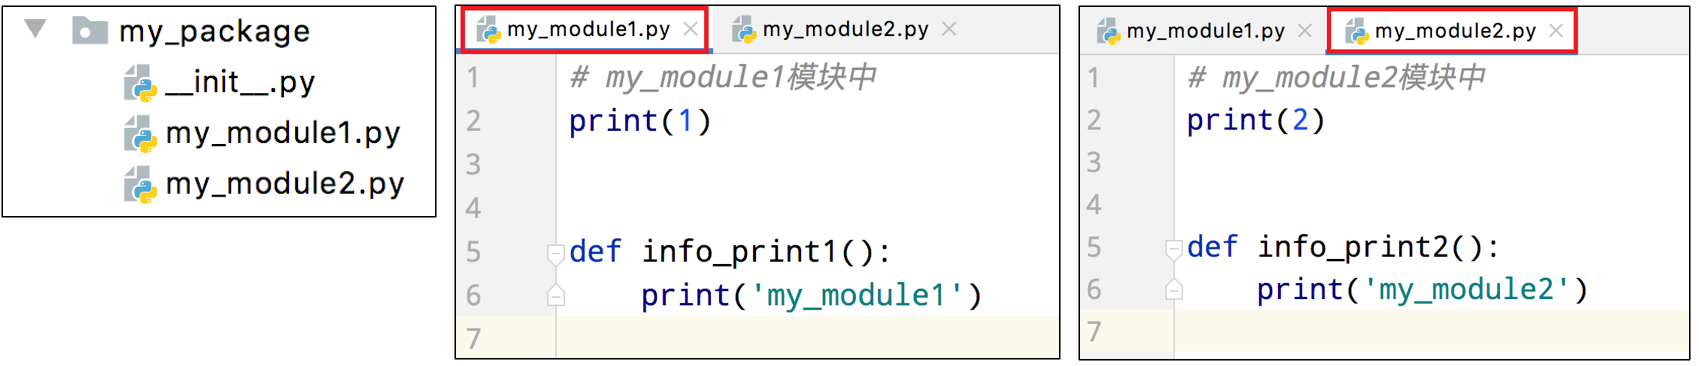 my_package
__init__.py
my_module1.py
my_module2.py
my_module1.py my_module2.py
1 # my_module1模块中
2 print(1)
3
4
5 def info_print1():
6 print('my_module1')
7
my_module1.py my_module2.py
1 # my_module2模块中
2 print(2)
3
4
5 def info_print2():
6 print('my_module2')
7